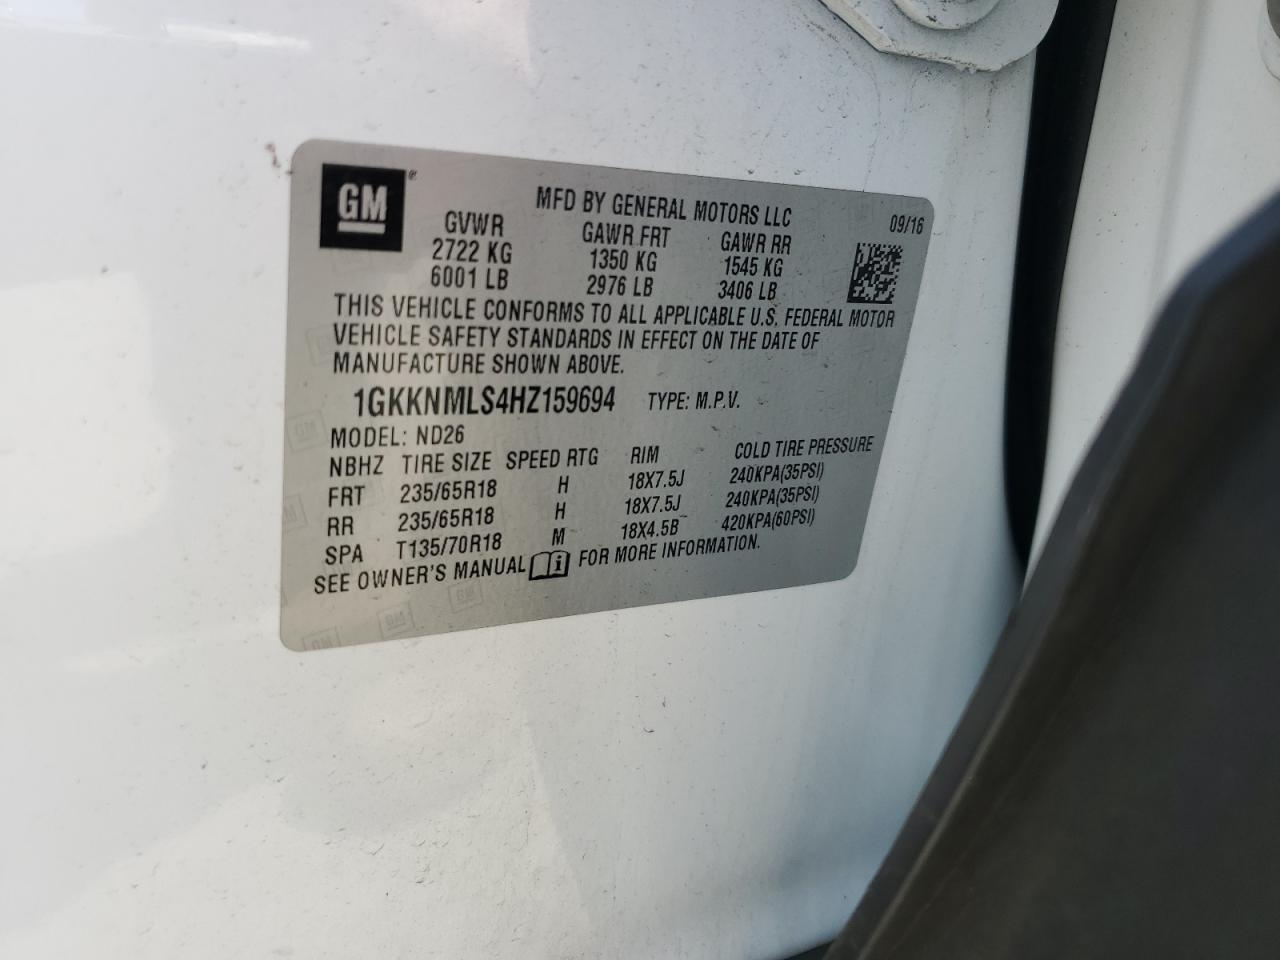 GM
MFD BY GENERAL MOTORS LLC 09/16
GVWR GAWR FRT GAWR RR
2722 KG 1350 KG 1545 KG
6001 LB 2976 LB 3406 LB
THIS VEHICLE CONFORMS TO ALL APPLICABLE U.S. FEDERAL MOTOR
VEHICLE SAFETY STANDARDS IN EFFECT ON THE DATE OF
MANUFACTURE SHOWN ABOVE.
1GKKNMLS4HZ159694 TYPE: M.P.V.
MODEL: ND26
NBHZ TIRE SIZE SPEED RTG RIM COLD TIRE PRESSURE
FRT 235/65R18 H 18X7.5J 240KPA(35PSI)
RR 235/65R18 H 18X7.5J 240KPA(35PSI)
SPA T135/70R18 M 18X4.5B 420KPA(60PSI)
SEE OWNER'S MANUAL FOR MORE INFORMATION.